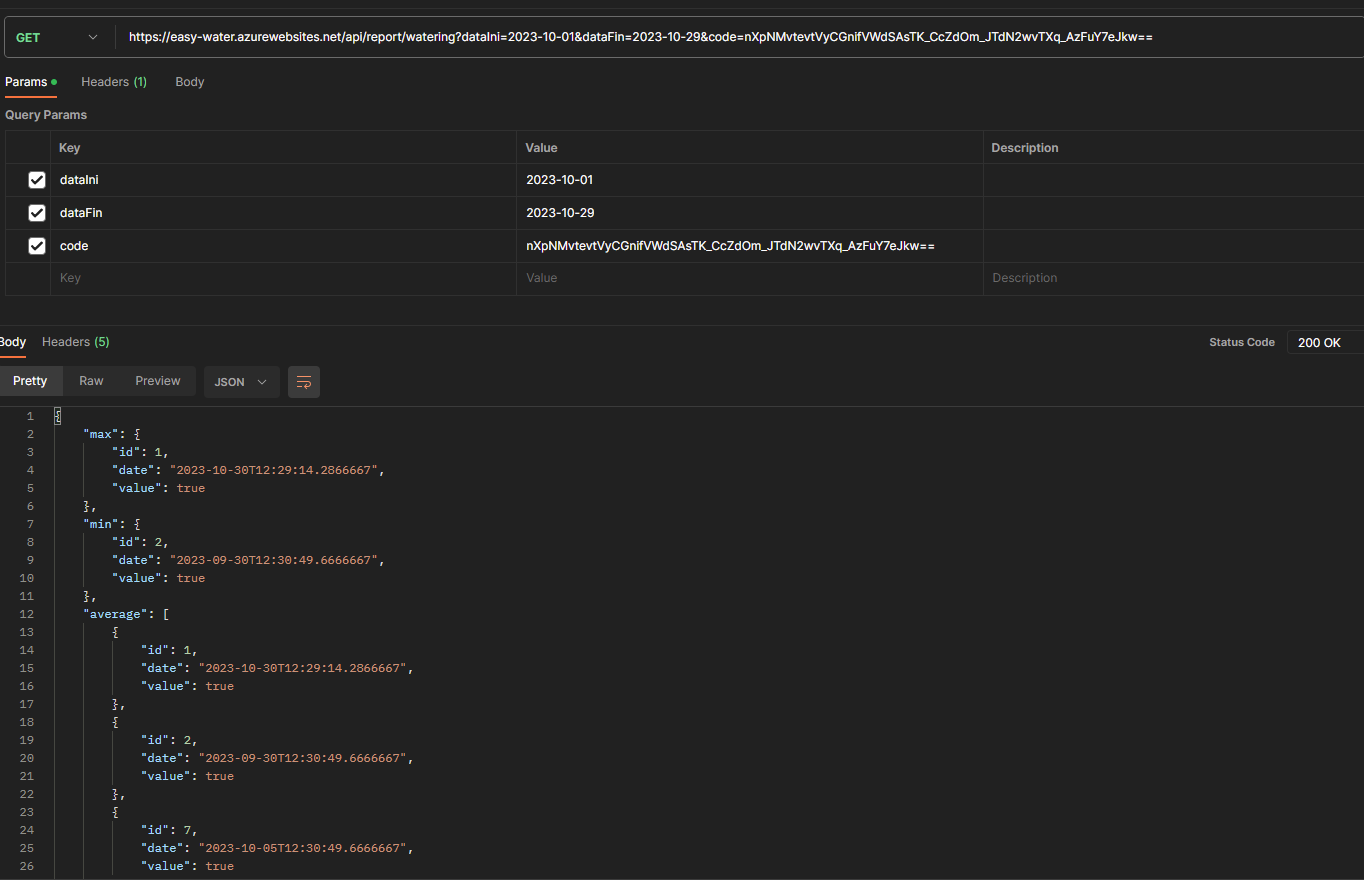 GET https://easy-water.azurewebsites.net/api/report/watering?dataIni=2023-10-01&dataFin=2023-10-29&code=nXpNMvtevtVyCGnifVWdSAsTK_CcZdOm_JTdN2wvTXq_AzFuY7eJkw==
Params Headers (1) Body
Query Params
Key Value Description
dataIni 2023-10-01
dataFin 2023-10-29
code nXpNMvtevtVyCGnifVWdSAsTK_CcZdOm_JTdN2wvTXq_AzFuY7eJkw==
Key Value Description
Body Headers (5) Status Code 200 OK
Pretty Raw Preview JSON
1 {
2 "max": {
3 "id": 1,
4 "date": "2023-10-30T12:29:14.2866667",
5 "value": true
6 },
7 "min": {
8 "id": 2,
9 "date": "2023-09-30T12:30:49.6666667",
10 "value": true
11 },
12 "average": [
13 {
14 "id": 1,
15 "date": "2023-10-30T12:29:14.2866667",
16 "value": true
17 },
18 {
19 "id": 2,
20 "date": "2023-09-30T12:30:49.6666667",
21 "value": true
22 },
23 {
24 "id": 7,
25 "date": "2023-10-05T12:30:49.6666667",
26 "value": true